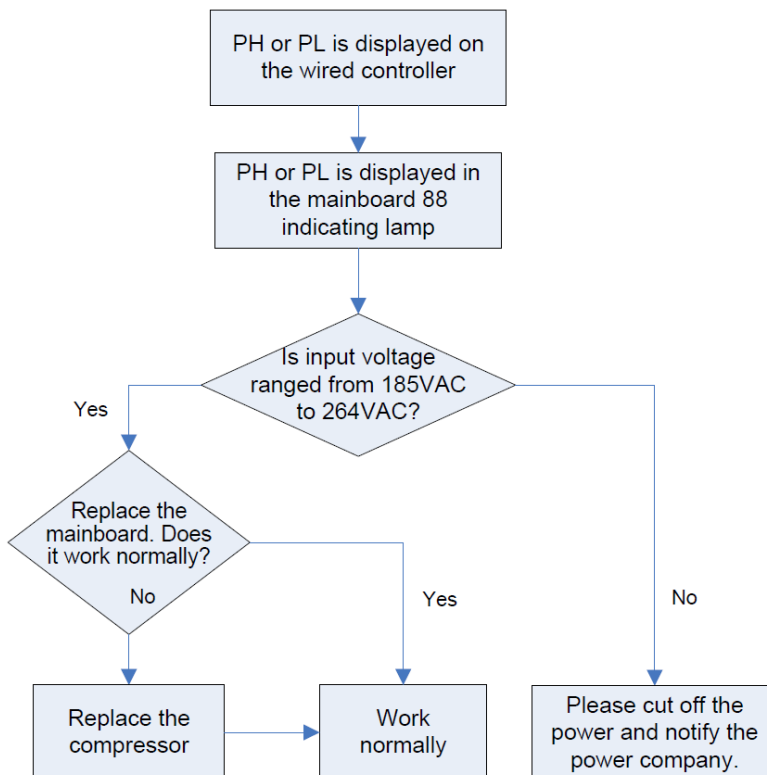 PH or PL is displayed on
the wired controller
PH or PL is displayed in
the mainboard 88
indicating lamp
Is input voltage
ranged from 185VAC
to 264VAC?
Yes
Replace the
mainboard. Does
it work normally?
No
Yes
No
Replace the
compressor
Work
normally
Please cut off the
power and notify the
power company.